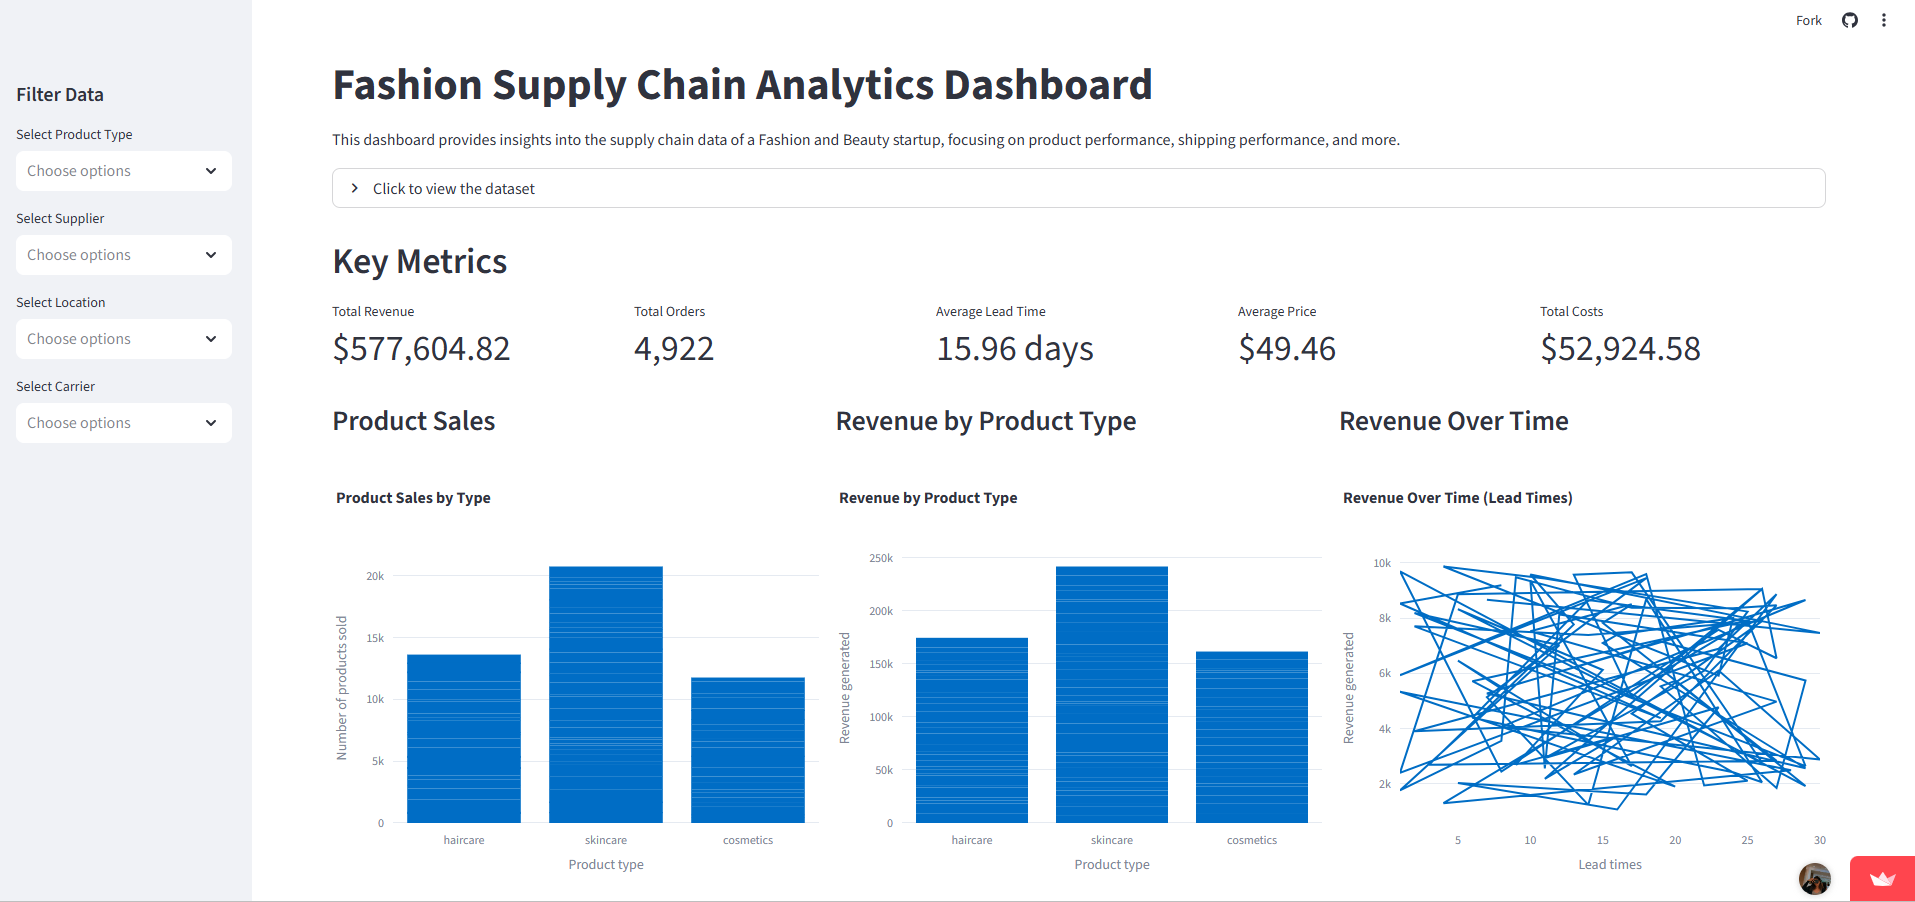 Fork
Filter Data
Select Product Type
Choose options
Select Supplier
Choose options
Select Location
Choose options
Select Carrier
Choose options
Fashion Supply Chain Analytics Dashboard
This dashboard provides insights into the supply chain data of a Fashion and Beauty startup, focusing on product performance, shipping performance, and more.
Click to view the dataset
Key Metrics
Total Revenue
$577,604.82
Total Orders
4,922
Average Lead Time
15.96 days
Average Price
$49.46
Total Costs
$52,924.58
Product Sales
Product Sales by Type
Number of products sold
20k
15k
10k
5k
0
haircare
skincare
cosmetics
Product type
Revenue by Product Type
Revenue by Product Type
Revenue generated
250k
200k
150k
100k
50k
0
haircare
skincare
cosmetics
Product type
Revenue Over Time
Revenue Over Time (Lead Times)
Revenue generated
10k
8k
6k
4k
2k
5
10
15
20
25
30
Lead times